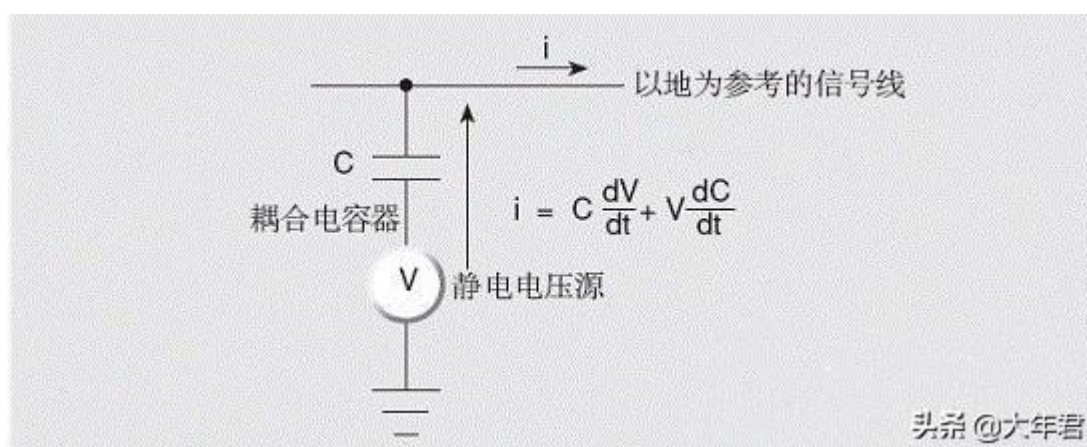 i
以地为参考的信号线
C
耦合电容器
i = C dV/dt + V dC/dt
V
静电电压源
头条 @大年君